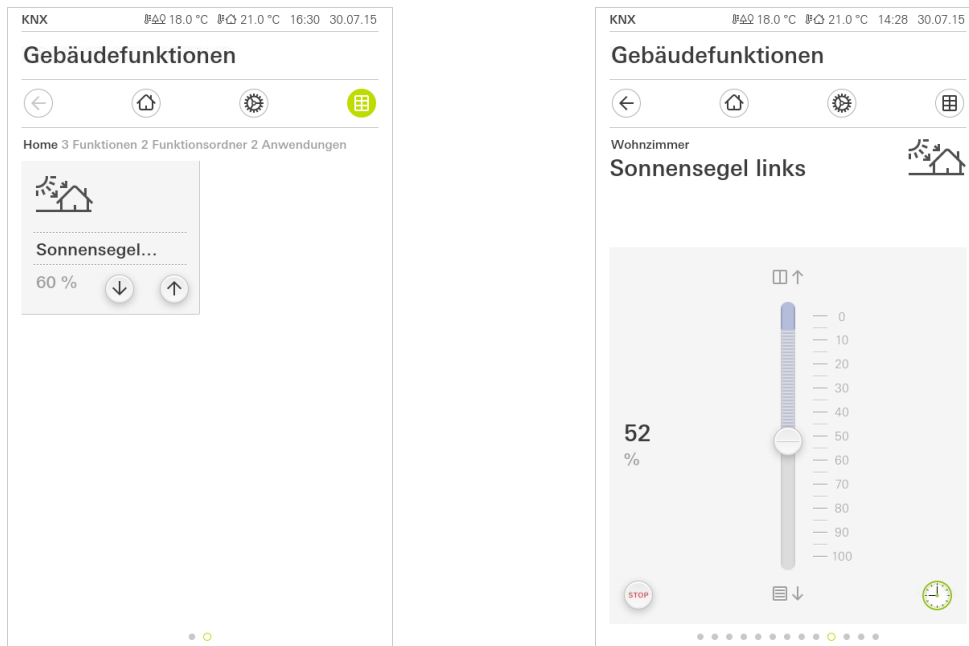 KNX 18.0 °C 21.0 °C 16:30 30.07.15
Gebäudefunktionen
Home 3 Funktionen 2 Funktionsordner 2 Anwendungen
Sonnensegel...
60 %
KNX 18.0 °C 21.0 °C 14:28 30.07.15
Gebäudefunktionen
Wohnzimmer
Sonnensegel links
0
10
20
30
40
50
60
70
80
90
100
52
%
STOP